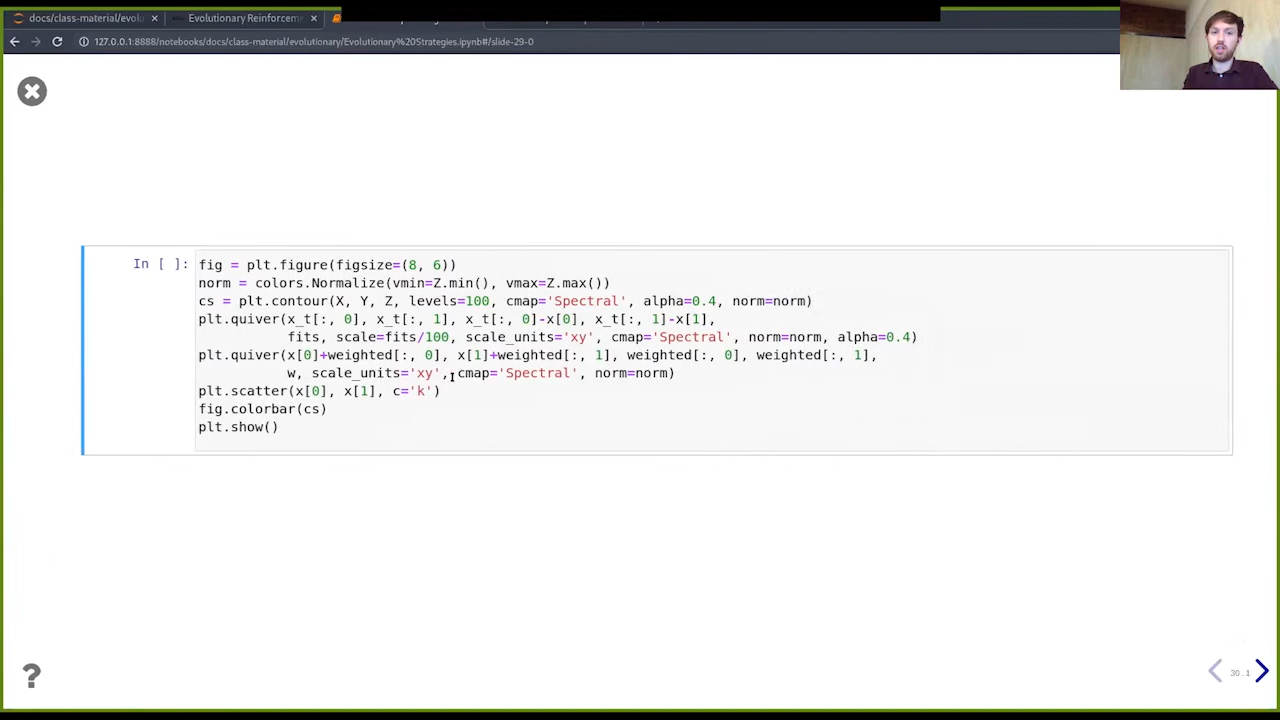 docs/class-material/evolu
Evolutionary Reinforcem
127.0.0.1:8888/notebooks/docs/class-material/evolutionary/Evolutionary%20Strategies.ipynb#/slide-29-0
In [ ]:
fig = plt.figure(figsize=(8, 6))
norm = colors.Normalize(vmin=Z.min(), vmax=Z.max())
cs = plt.contour(X, Y, Z, levels=100, cmap='Spectral', alpha=0.4, norm=norm)
plt.quiver(x_t[:, 0], x_t[:, 1], x_t[:, 0]-x[0], x_t[:, 1]-x[1],
fits, scale=fits/100, scale_units='xy', cmap='Spectral', norm=norm, alpha=0.4)
plt.quiver(x[0]+weighted[:, 0], x[1]+weighted[:, 1], weighted[:, 0], weighted[:, 1],
w, scale_units='xy', cmap='Spectral', norm=norm)
plt.scatter(x[0], x[1], c='k')
fig.colorbar(cs)
plt.show()
?
30.1